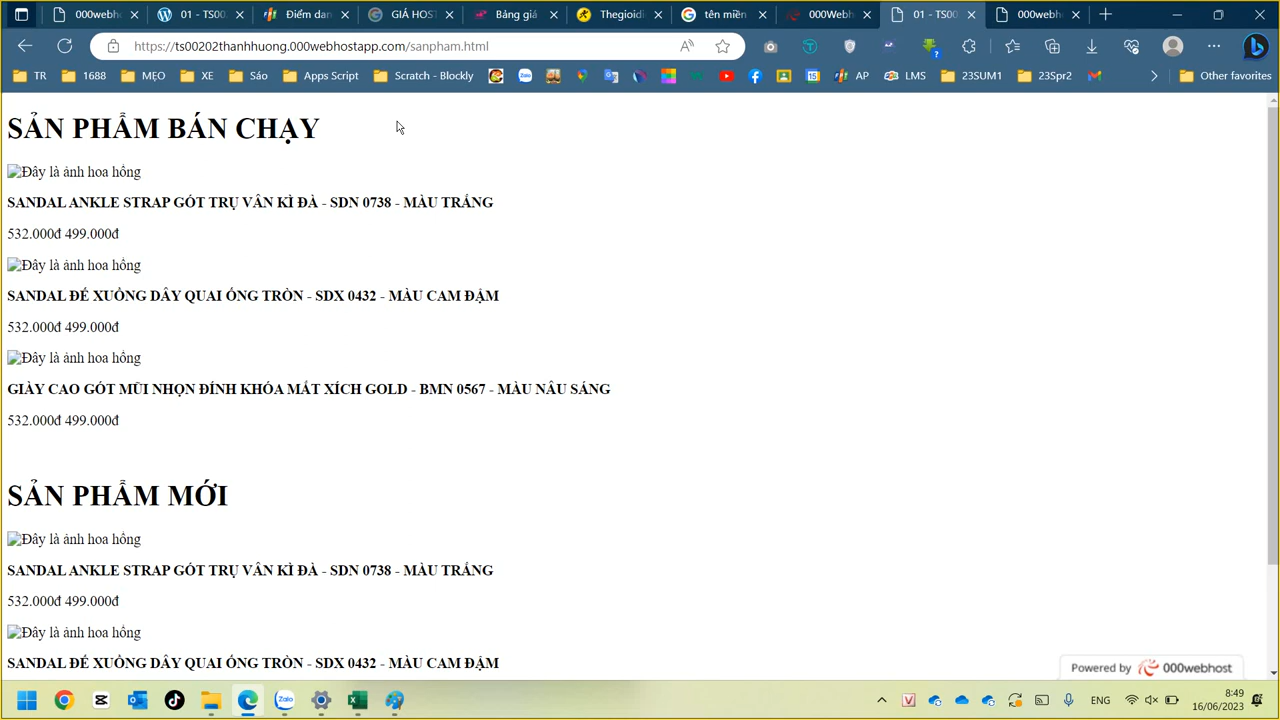 000webh
01 - TS0
Điểm dan
GIÁ HOS
Bảng giá
Thegioidi
tên miền
000Web
01 - TS00
000webh
https://ts00202thanhhuong.000webhostapp.com/sanpham.html
TR
1688
MẸO
XE
Sáo
Apps Script
Scratch - Blockly
AP
LMS
23SUM1
23Spr2
Other favorites
SẢN PHẨM BÁN CHẠY
Đây là ảnh hoa hồng
SANDAL ANKLE STRAP GÓT TRỤ VÂN KÌ ĐÀ - SDN 0738 - MÀU TRẮNG
532.000đ 499.000đ
Đây là ảnh hoa hồng
SANDAL ĐẾ XUỒNG DÂY QUAI ỐNG TRÒN - SDX 0432 - MÀU CAM ĐẬM
532.000đ 499.000đ
Đây là ảnh hoa hồng
GIÀY CAO GÓT MŨI NHỌN ĐÍNH KHÓA MẮT XÍCH GOLD - BMN 0567 - MÀU NÂU SÁNG
532.000đ 499.000đ
SẢN PHẨM MỚI
Đây là ảnh hoa hồng
SANDAL ANKLE STRAP GÓT TRỤ VÂN KÌ ĐÀ - SDN 0738 - MÀU TRẮNG
532.000đ 499.000đ
Đây là ảnh hoa hồng
SANDAL ĐẾ XUỒNG DÂY QUAI ỐNG TRÒN - SDX 0432 - MÀU CAM ĐẬM
Powered by 000webhost
ENG
8:49
16/06/2023